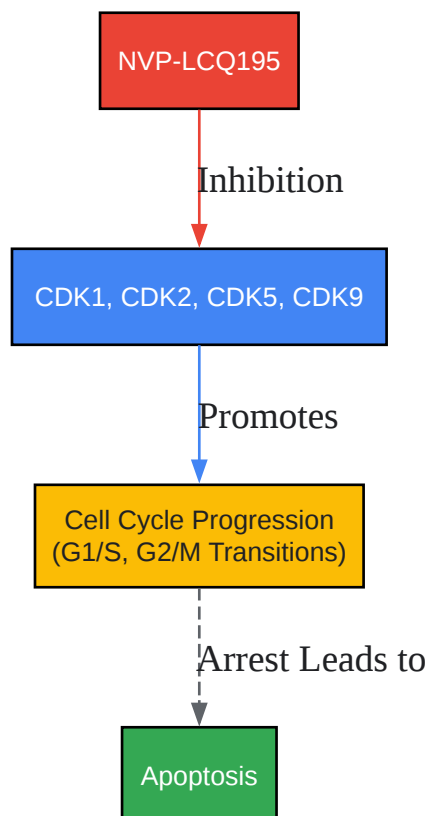 NVP-LCQ195
Inhibition
CDK1, CDK2, CDK5, CDK9
Promotes
Cell Cycle Progression
(G1/S, G2/M Transitions)
Arrest Leads to
Apoptosis